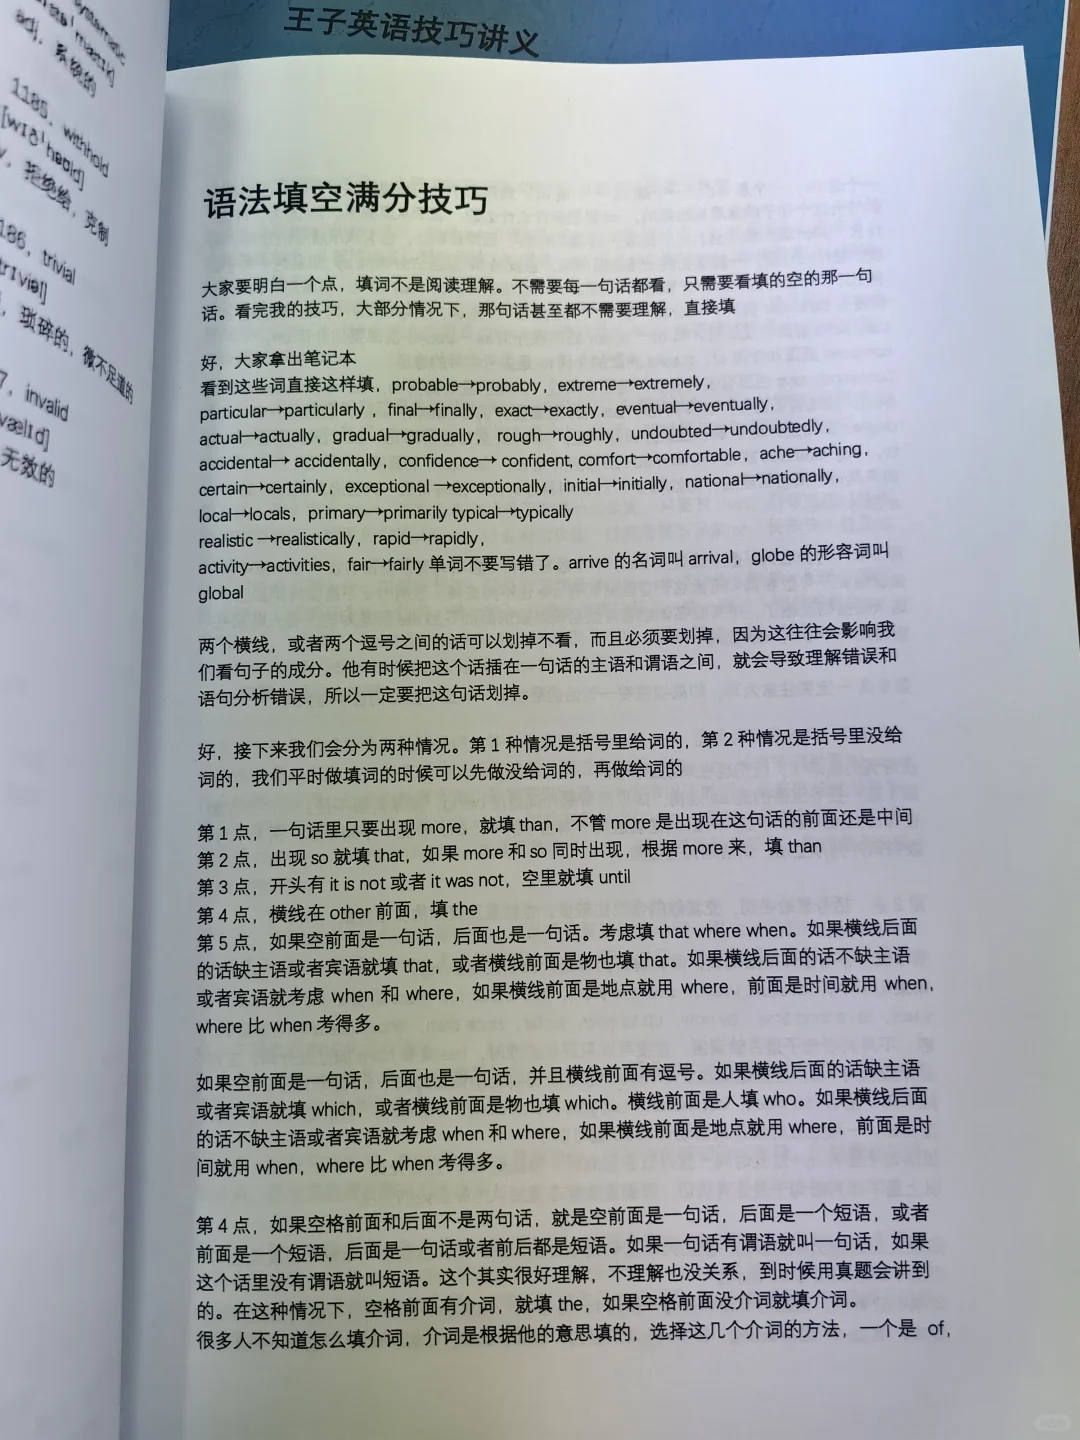 王子英语技巧讲义
systematic
adj，系统的
1185，withhold
[wɪðˈhəʊld]
v，拒绝给，克制
186，trivial
trɪviəl]
，琐碎的，微不足道的
7，invalid
vælɪd]
无效的
语法填空满分技巧
大家要明白一个点，填词不是阅读理解。不需要每一句话都看，只需要看填的空的那一句
话。看完我的技巧，大部分情况下，那句话甚至都不需要理解，直接填
好，大家拿出笔记本
看到这些词直接这样填，probable→probably，extreme→extremely，
particular→particularly ，final→finally，exact→exactly，eventual→eventually，
actual→actually，gradual→gradually， rough→roughly，undoubted→undoubtedly，
accidental→ accidentally，confidence→ confident, comfort→comfortable，ache→aching，
certain→certainly，exceptional →exceptionally，initial→initially，national→nationally，
local→locals，primary→primarily typical→typically
realistic →realistically，rapid→rapidly，
activity→activities，fair→fairly 单词不要写错了。arrive 的名词叫 arrival，globe 的形容词叫
global
两个横线，或者两个逗号之间的话可以划掉不看，而且必须要划掉，因为这往往会影响我
们看句子的成分。他有时候把这个话插在一句话的主语和谓语之间，就会导致理解错误和
语句分析错误，所以一定要把这句话划掉。
好，接下来我们会分为两种情况。第 1 种情况是括号里给词的，第 2 种情况是括号里没给
词的，我们平时做填词的时候可以先做没给词的，再做给词的
第 1 点，一句话里只要出现 more，就填 than，不管 more 是出现在这句话的前面还是中间
第 2 点，出现 so 就填 that，如果 more 和 so 同时出现，根据 more 来，填 than
第 3 点，开头有 it is not 或者 it was not，空里就填 until
第 4 点，横线在 other 前面，填 the
第 5 点，如果空前面是一句话，后面也是一句话。考虑填 that where when。如果横线后面
的话缺主语或者宾语就填 that，或者横线前面是物也填 that。如果横线后面的话不缺主语
或者宾语就考虑 when 和 where，如果横线前面是地点就用 where，前面是时间就用 when，
where 比 when 考得多。
如果空前面是一句话，后面也是一句话，并且横线前面有逗号。如果横线后面的话缺主语
或者宾语就填 which，或者横线前面是物也填 which。横线前面是人填 who。如果横线后面
的话不缺主语或者宾语就考虑 when 和 where，如果横线前面是地点就用 where，前面是时
间就用 when，where 比 when 考得多。
第 4 点，如果空格前面和后面不是两句话，就是空前面是一句话，后面是一个短语，或者
前面是一个短语，后面是一句话或者前后都是短语。如果一句话有谓语就叫一句话，如果
这个话里没有谓语就叫短语。这个其实很好理解，不理解也没关系，到时候用真题会讲到
的。在这种情况下，空格前面有介词，就填 the，如果空格前面没介词就填介词。
很多人不知道怎么填介词，介词是根据他的意思填的，选择这几个介词的方法，一个是 of，